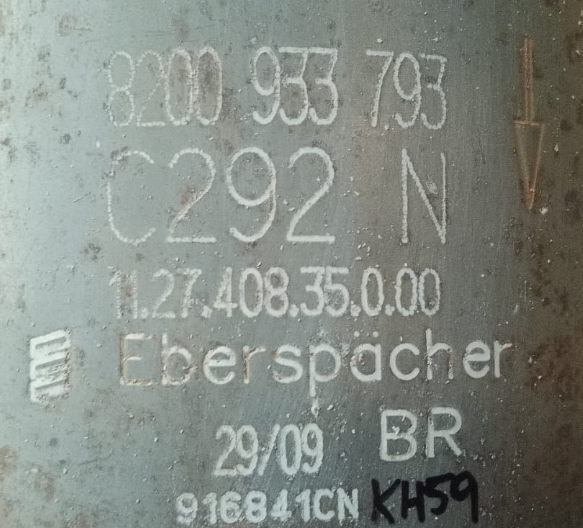 8200 933 793
C292 N
11.27.408.35.0.00
Eberspächer
29/09 BR
916841CN KH59